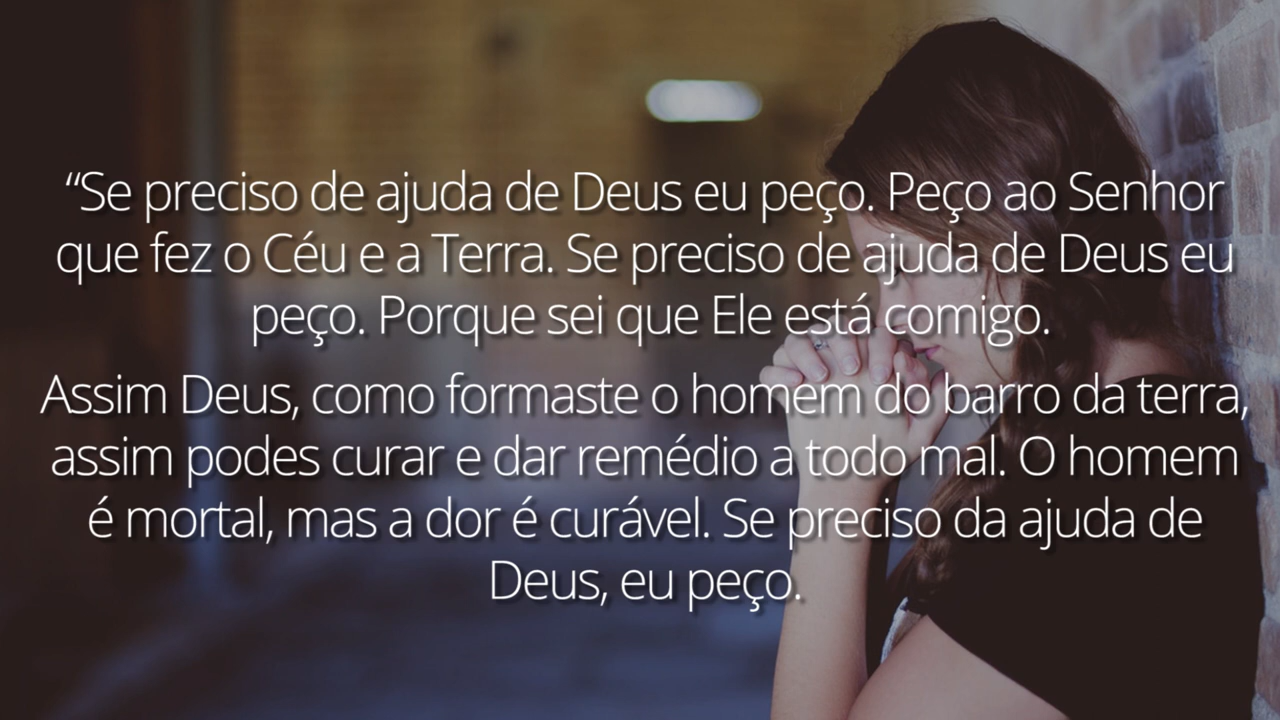 “Se preciso de ajuda de Deus eu peço. Peço ao Senhor
que fez o Céu e a Terra. Se preciso de ajuda de Deus eu
peço. Porque sei que Ele está comigo.
Assim Deus, como formaste o homem do barro da terra,
assim podes curar e dar remédio a todo mal. O homem
é mortal, mas a dor é curável. Se preciso da ajuda de
Deus, eu peço.